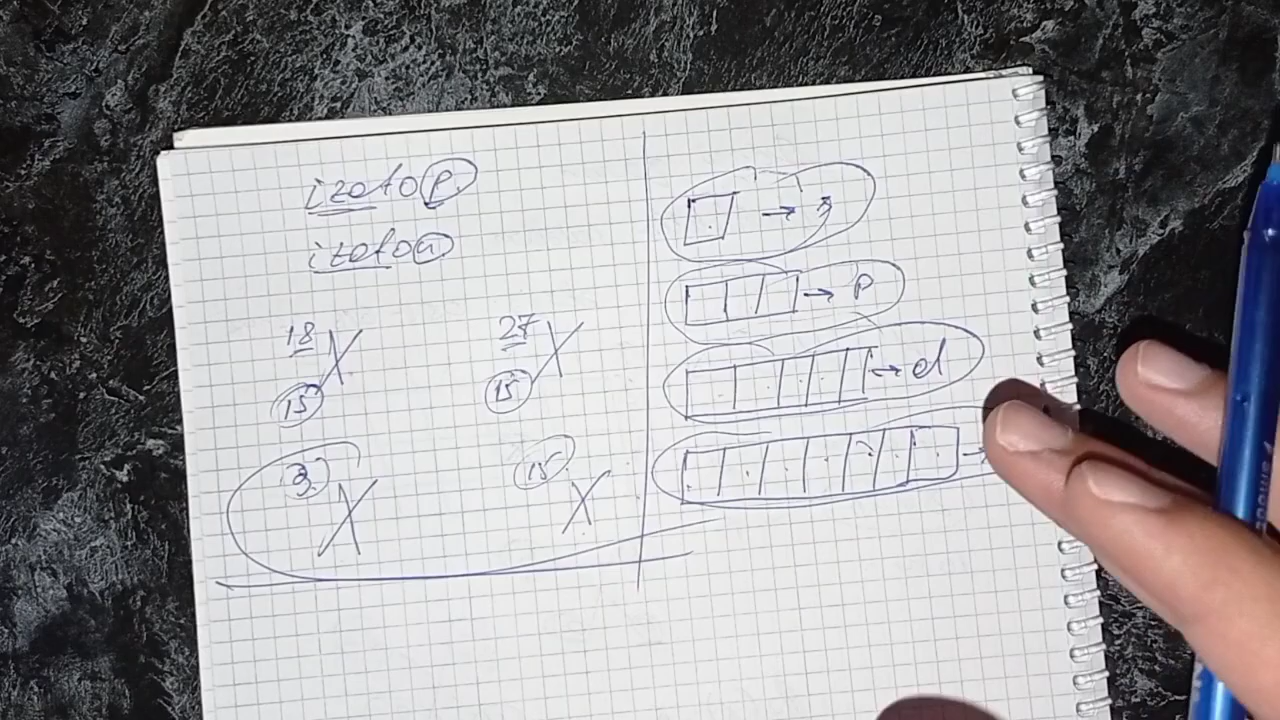 izotop
izoton
18 X 27 X
15 15
3 X 15 X
→ s
→ p
→ d
→